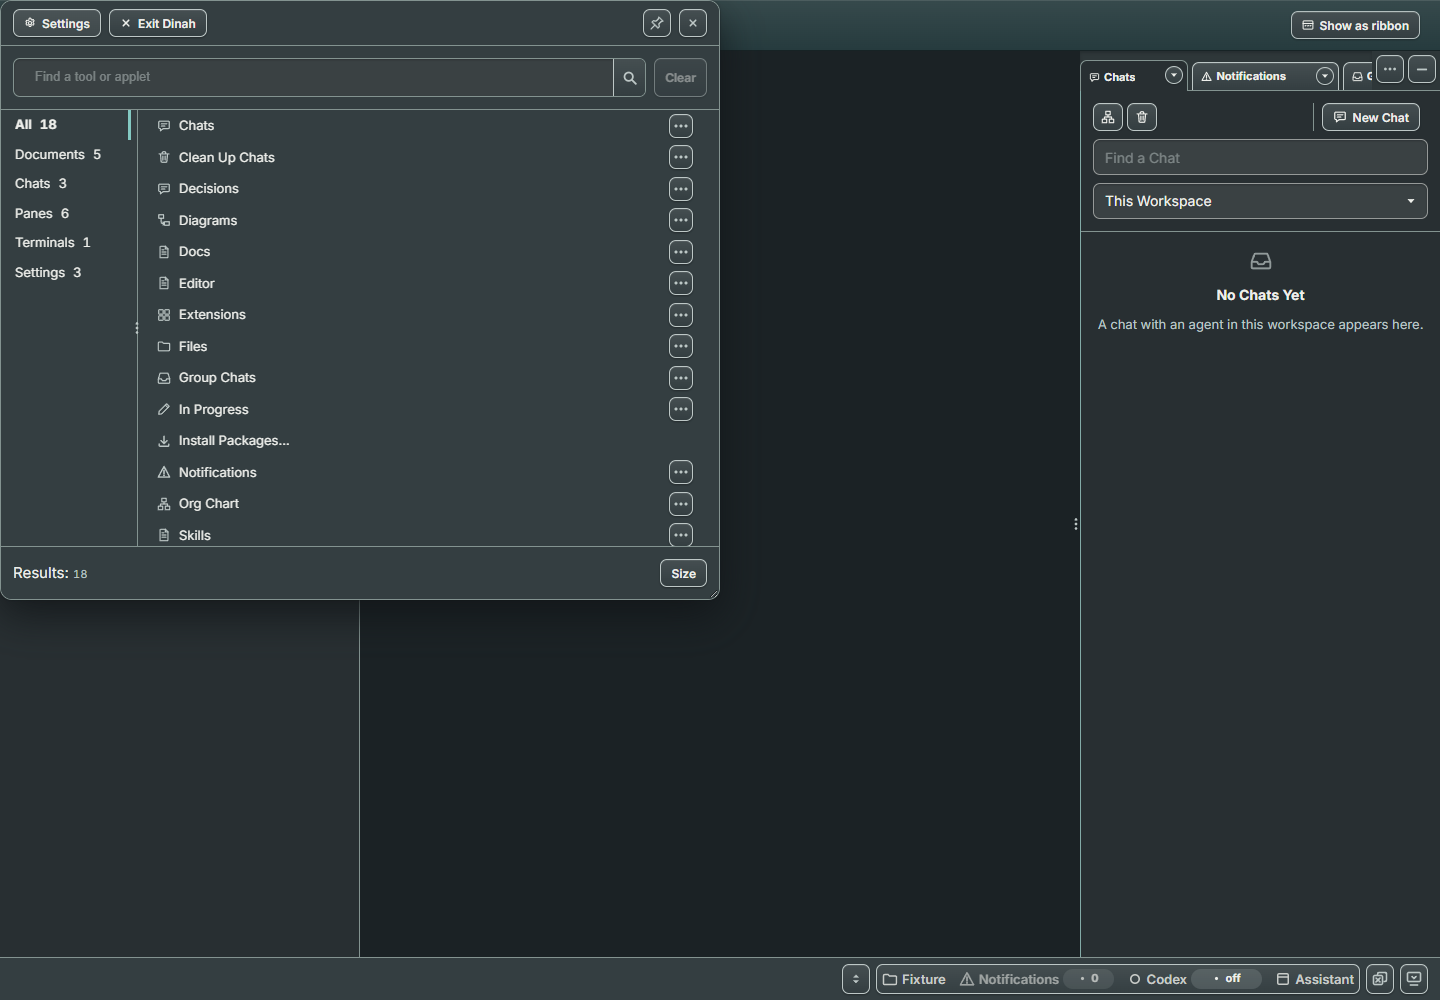 Settings
Exit Dinah
Show as ribbon
Find a tool or applet
Clear
All 18
Documents 5
Chats 3
Panes 6
Terminals 1
Settings 3
Chats
Clean Up Chats
Decisions
Diagrams
Docs
Editor
Extensions
Files
Group Chats
In Progress
Install Packages...
Notifications
Org Chart
Skills
Results: 18
Size
Chats
Notifications
New Chat
Find a Chat
This Workspace
No Chats Yet
A chat with an agent in this workspace appears here.
Fixture
Notifications · 0
Codex · off
Assistant